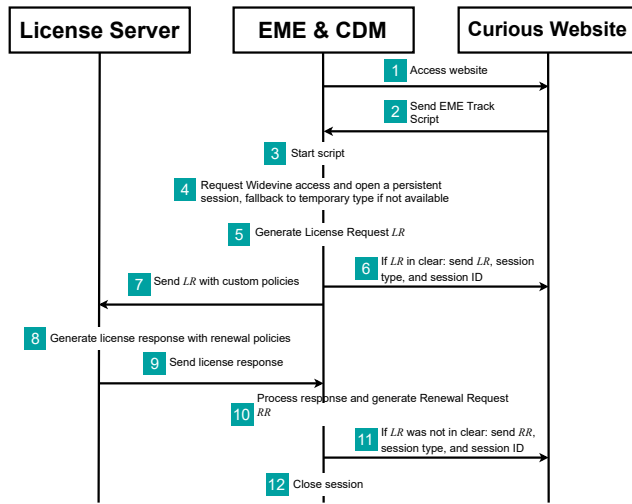 License Server
EME & CDM
Curious Website
1 Access website
2 Send EME Track
Script
3 Start script
4 Request Widevine access and open a persistent
session, fallback to temporary type if not available
5 Generate License Request LR
6 If LR in clear: send LR, session
type, and session ID
7 Send LR with custom policies
8 Generate license response with renewal policies
9 Send license response
10 Process response and generate Renewal Request
RR
11 If LR was not in clear: send RR,
session type, and session ID
12 Close session